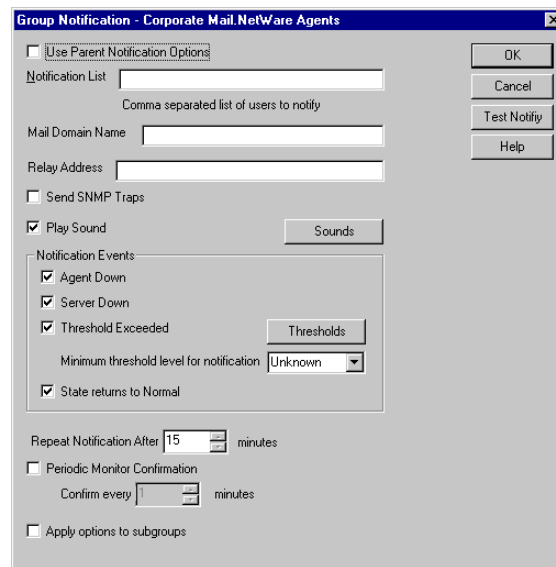 Group Notification - Corporate Mail.NetWare Agents
Use Parent Notification Options
OK
Notification List
Cancel
Comma separated list of users to notify
Test Notifiy
Mail Domain Name
Help
Relay Address
Send SNMP Traps
Play Sound
Sounds
Notification Events
Agent Down
Server Down
Threshold Exceeded
Thresholds
Minimum threshold level for notification Unknown
State returns to Normal
Repeat Notification After 15 minutes
Periodic Monitor Confirmation
Confirm every 1 minutes
Apply options to subgroups